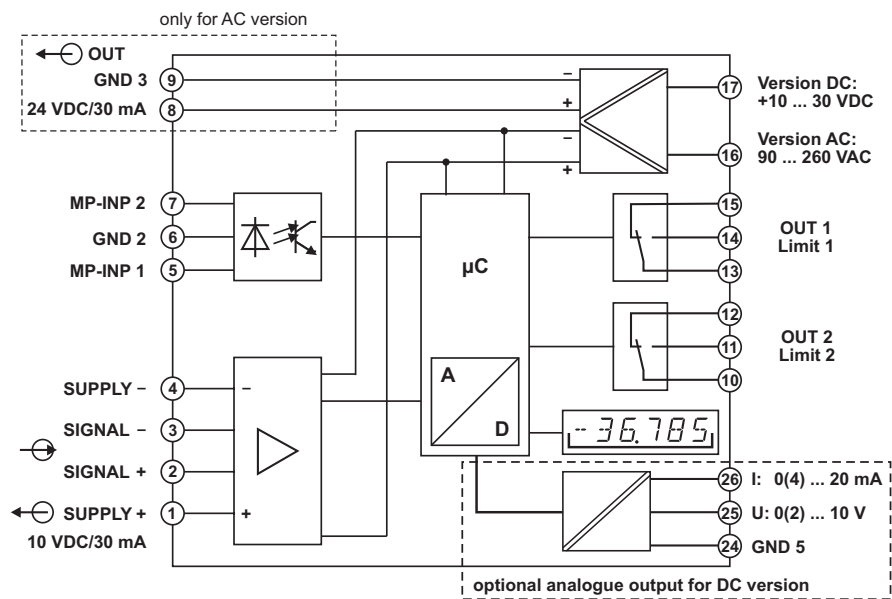 only for AC version
OUT
GND 3 9
24 VDC/30 mA 8
− + − +
17 Version DC:
+10 ... 30 VDC
16 Version AC:
90 ... 260 VAC
MP-INP 2 7
GND 2 6
MP-INP 1 5
µC
15
14 OUT 1
Limit 1
13
12
11 OUT 2
Limit 2
10
SUPPLY − 4 −
SIGNAL − 3
SIGNAL + 2
SUPPLY + 1 +
10 VDC/30 mA
A
D
-36.785
26 I: 0(4) ... 20 mA
25 U: 0(2) ... 10 V
24 GND 5
optional analogue output for DC version